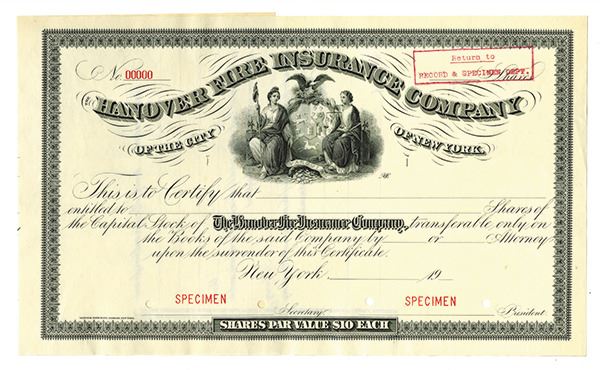 No. 00000
Return to
RECORD & SPECIMEN DEPT.
Shares
HANOVER FIRE INSURANCE COMPANY
OF THE CITY OF NEW YORK.
This is to Certify that
entitled to Shares of
the Capital Stock of The Hanover Fire Insurance Company, transferable only on
the Books of the said Company by or Attorney
upon the surrender of this Certificate.
New York 19
SPECIMEN SPECIMEN
Secretary. President.
SHARES PAR VALUE $10 EACH